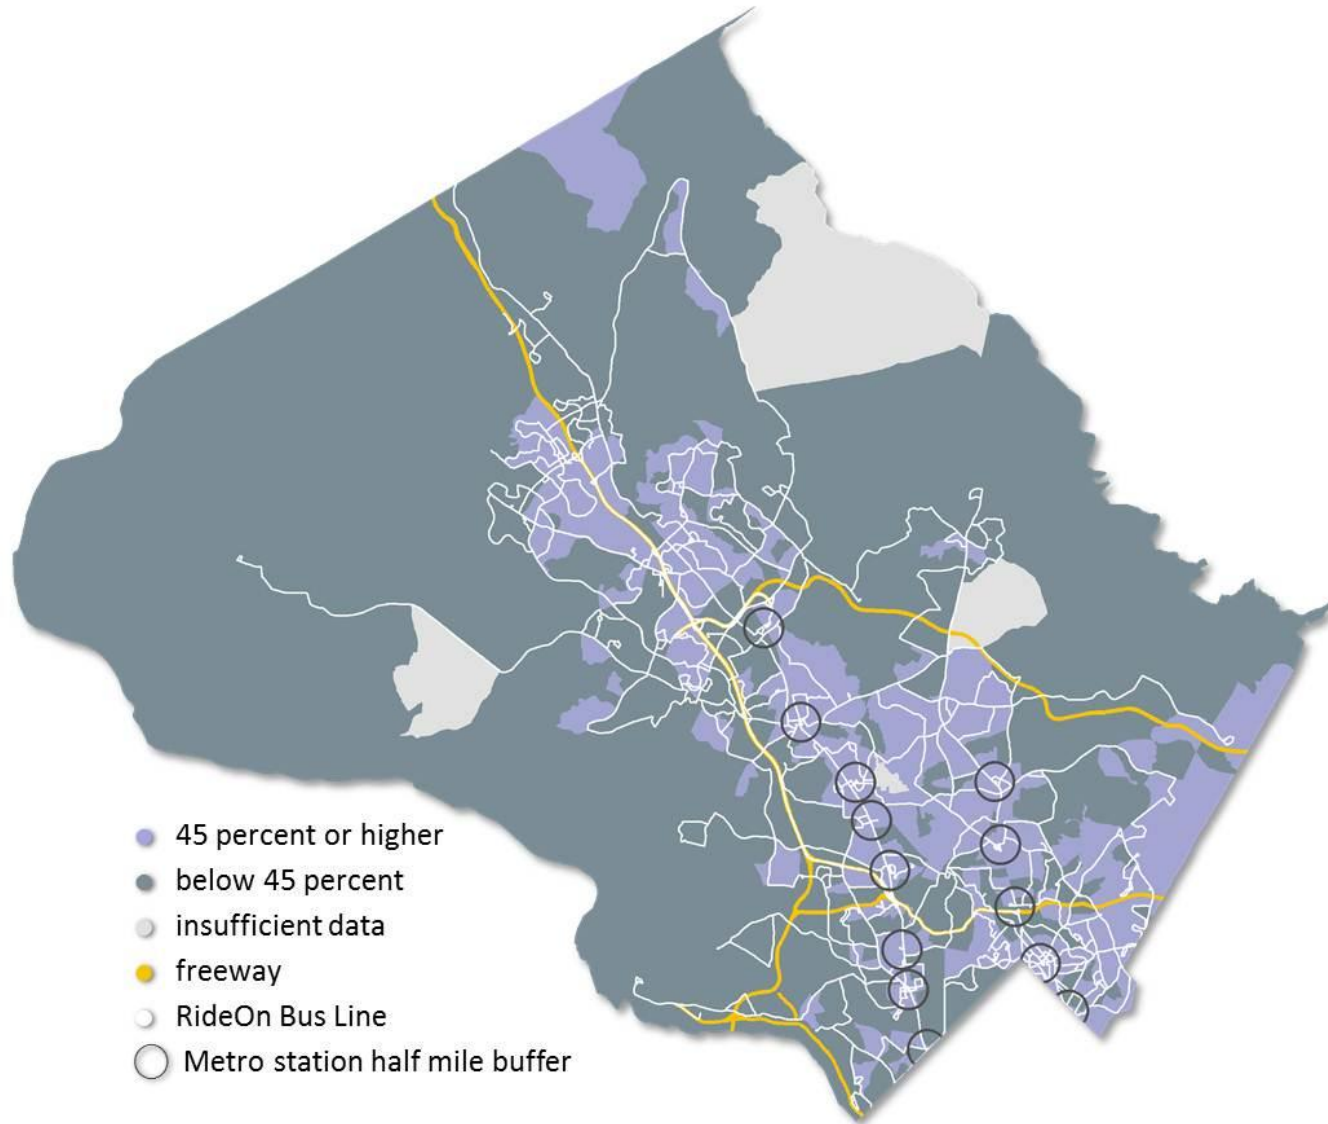 45 percent or higher
below 45 percent
insufficient data
freeway
RideOn Bus Line
Metro station half mile buffer